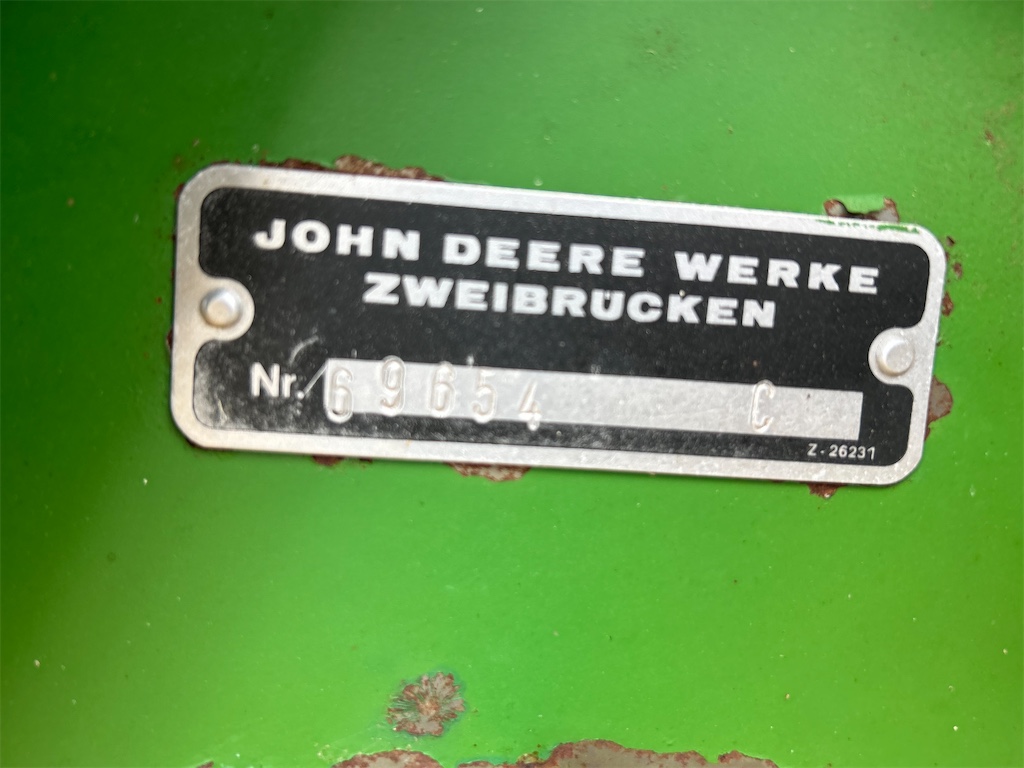 JOHN DEERE WERKE
ZWEIBRÜCKEN
Nr. 69654 C
Z-26231